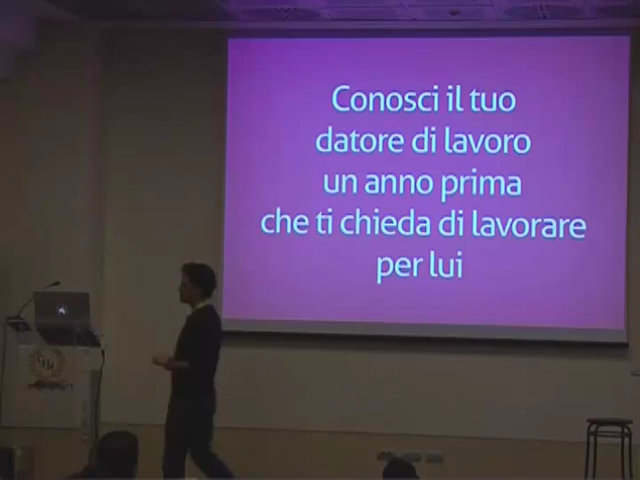 Conosci il tuo
datore di lavoro
un anno prima
che ti chieda di lavorare
per lui